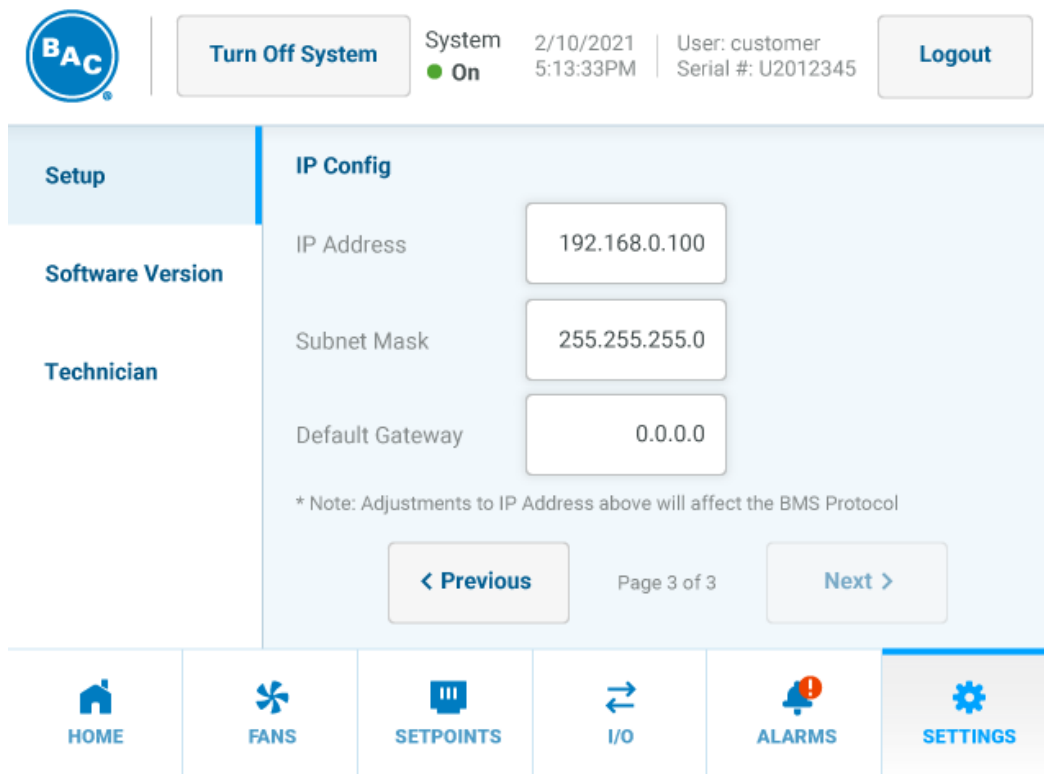 BAC
®
Turn Off System
System
On
2/10/2021
5:13:33PM
User: customer
Serial #: U2012345
Logout
Setup
Software Version
Technician
IP Config
IP Address
192.168.0.100
Subnet Mask
255.255.255.0
Default Gateway
0.0.0.0
* Note: Adjustments to IP Address above will affect the BMS Protocol
< Previous
Page 3 of 3
Next >
HOME
FANS
SETPOINTS
I/O
ALARMS
SETTINGS